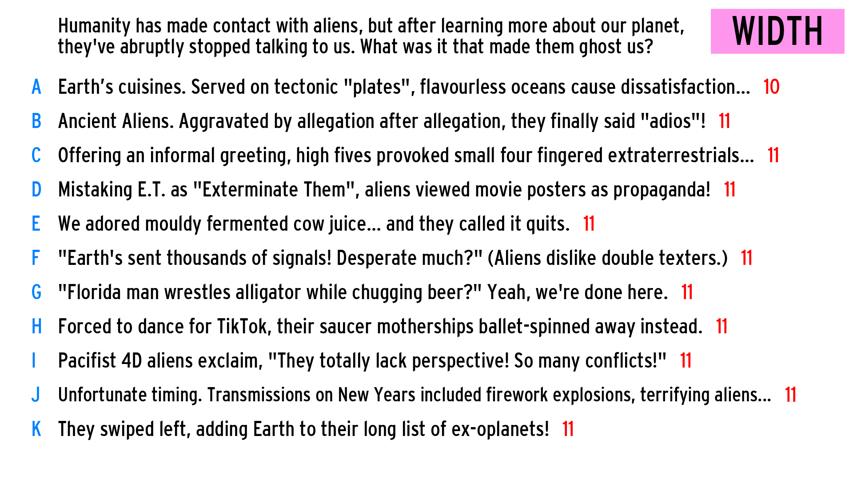 Humanity has made contact with aliens, but after learning more about our planet,
they've abruptly stopped talking to us. What was it that made them ghost us?
WIDTH
A Earth’s cuisines. Served on tectonic "plates", flavourless oceans cause dissatisfaction... 10
B Ancient Aliens. Aggravated by allegation after allegation, they finally said "adios"! 11
C Offering an informal greeting, high fives provoked small four fingered extraterrestrials... 11
D Mistaking E.T. as "Exterminate Them", aliens viewed movie posters as propaganda! 11
E We adored mouldy fermented cow juice... and they called it quits. 11
F "Earth's sent thousands of signals! Desperate much?" (Aliens dislike double texters.) 11
G "Florida man wrestles alligator while chugging beer?" Yeah, we're done here. 11
H Forced to dance for TikTok, their saucer motherships ballet-spinned away instead. 11
I Pacifist 4D aliens exclaim, "They totally lack perspective! So many conflicts!" 11
J Unfortunate timing. Transmissions on New Years included firework explosions, terrifying aliens... 11
K They swiped left, adding Earth to their long list of ex-oplanets! 11